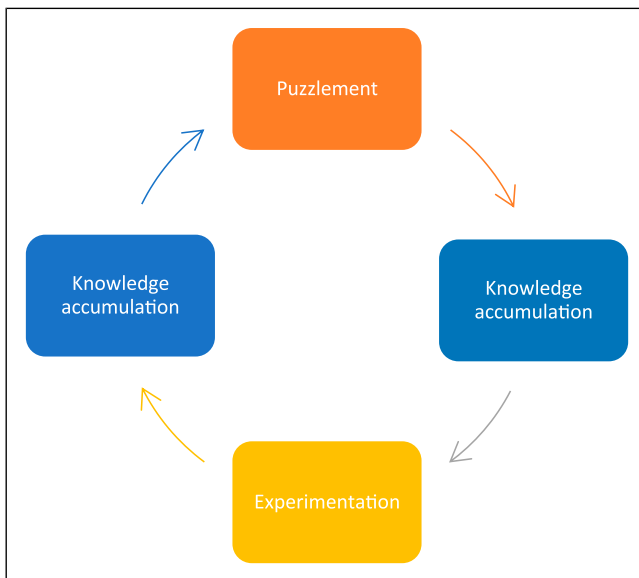 Puzzlement
Knowledge
accumulation
Knowledge
accumulation
Experimentation